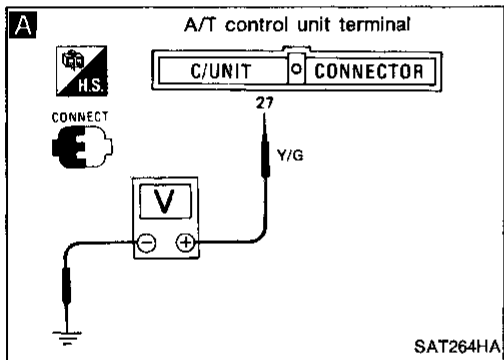 A
A/T control unit terminal
H.S.
C/UNIT
CONNECTOR
CONNECT
27
Y/G
V
SAT264HA